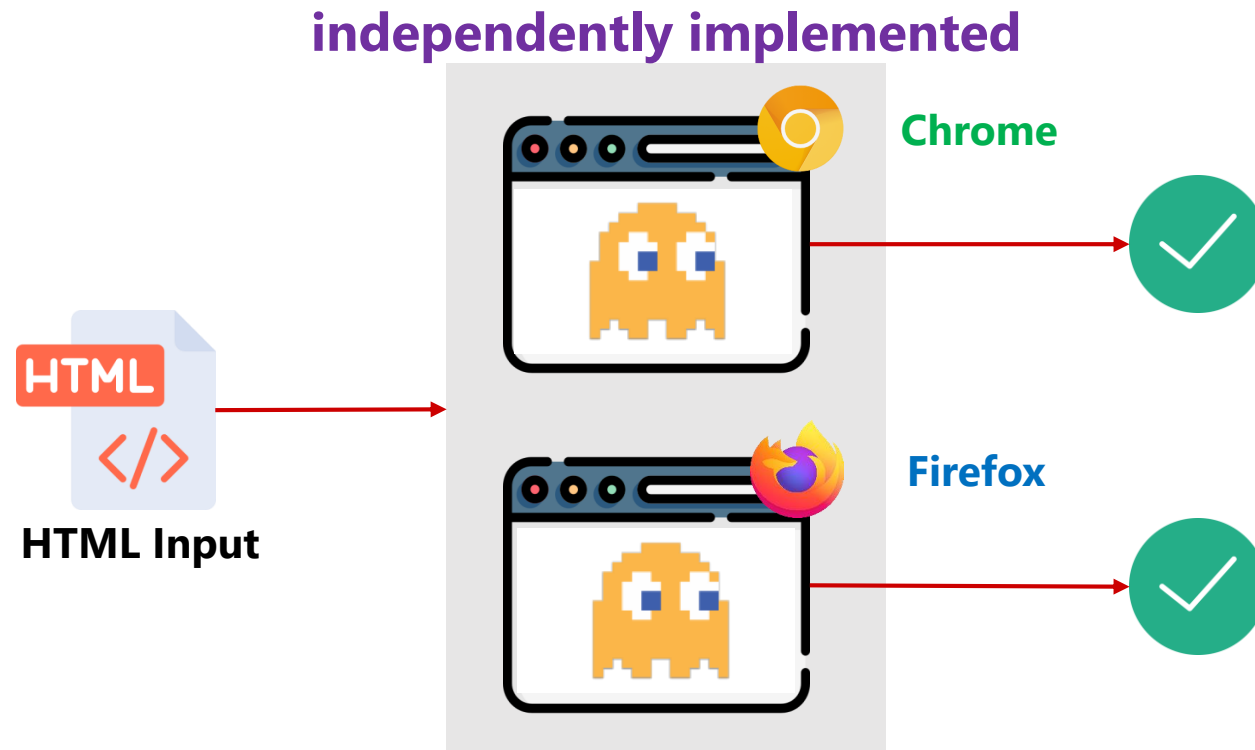 independently implemented
Chrome
HTML
</>
HTML Input
Firefox